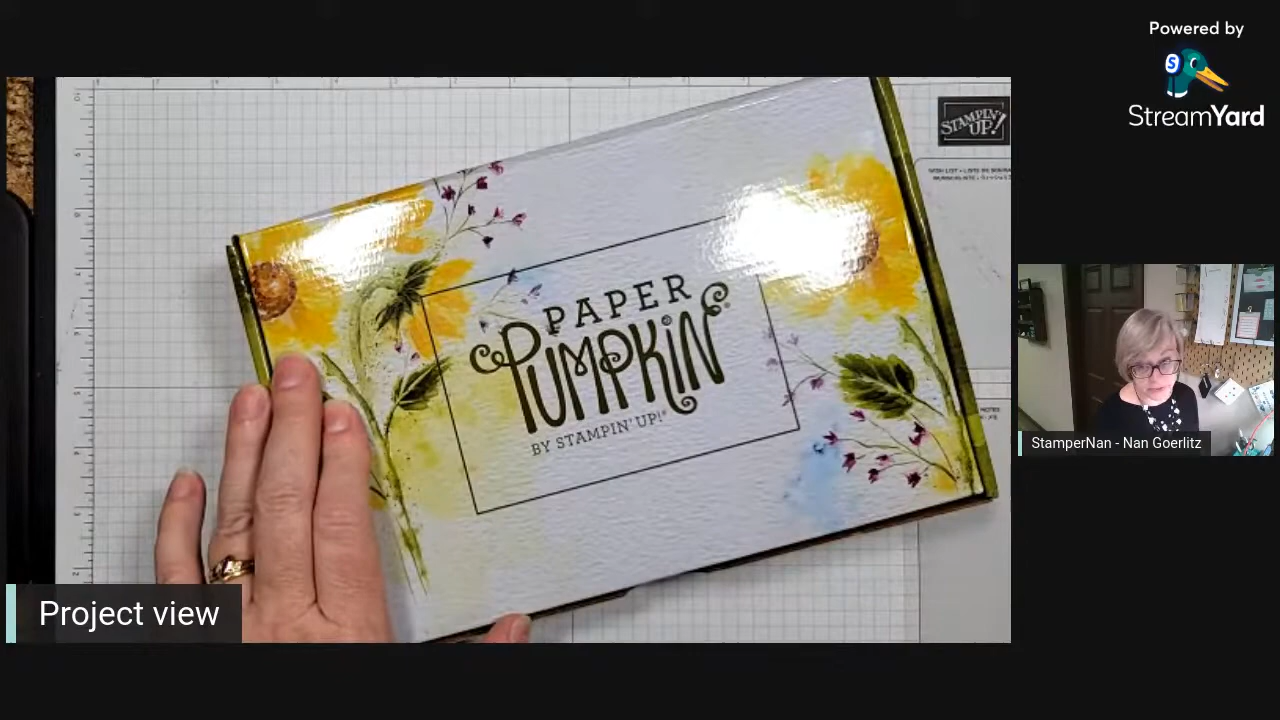 Powered by
StreamYard
STAMPIN'
UP!
PAPER
PUMPKIN®
BY STAMPIN' UP!®
StamperNan - Nan Goerlitz
Project view